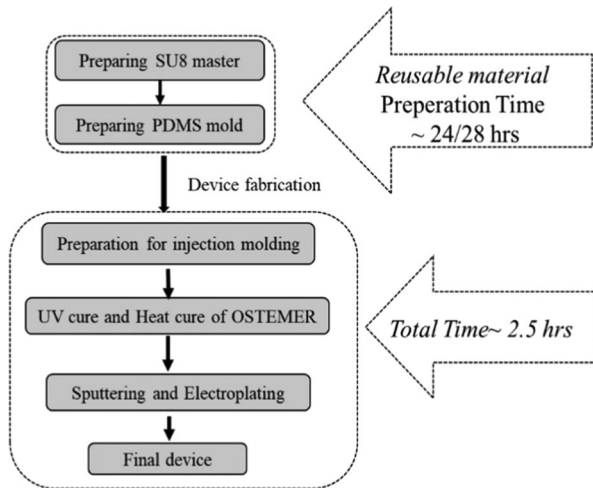 Preparing SU8 master
Reusable material
Preperation Time
~ 24/28 hrs
Preparing PDMS mold
Device fabrication
Preparation for injection molding
UV cure and Heat cure of OSTEMER
Total Time~ 2.5 hrs
Sputtering and Electroplating
Final device